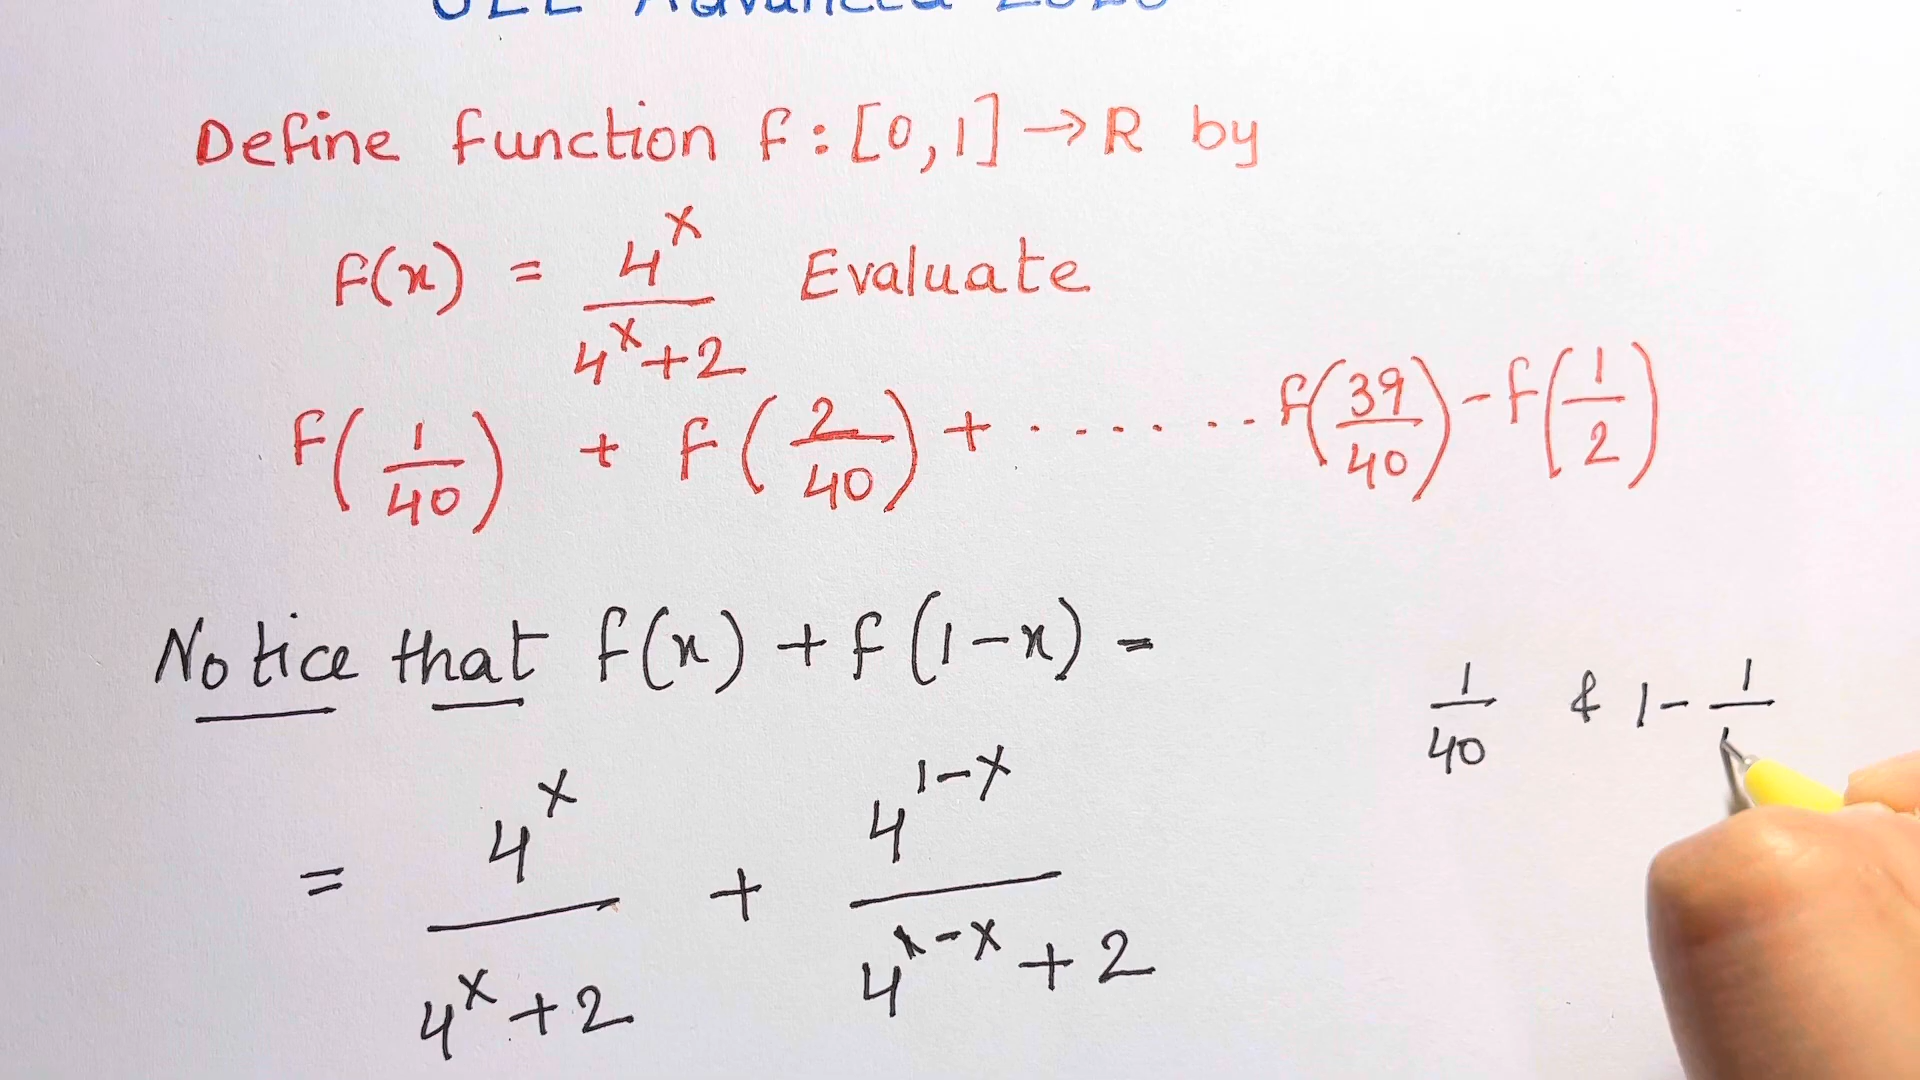 Define function f : [0,1] → R by
f(x) = 4^x / (4^x + 2) Evaluate
f(1/40) + f(2/40) + ....... f(39/40) - f(1/2)
Notice that f(x) + f(1-x) =
1/40 & 1 - 1/
= 4^x / (4^x + 2) + 4^(1-x) / (4^(1-x) + 2)